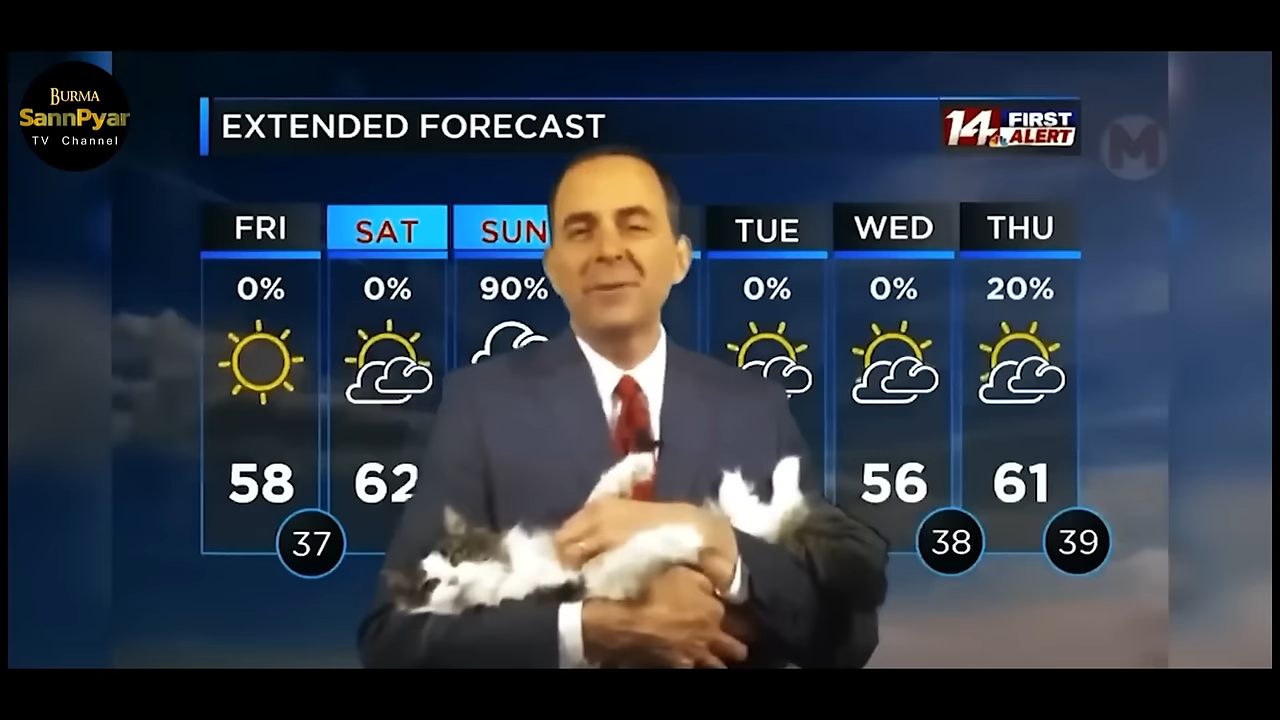 BURMA
SannPyar
TV Channel
EXTENDED FORECAST
14 FIRST ALERT
M
FRI SAT SUN TUE WED THU
0% 0% 90% 0% 0% 20%
58 62 56 61
37 38 39